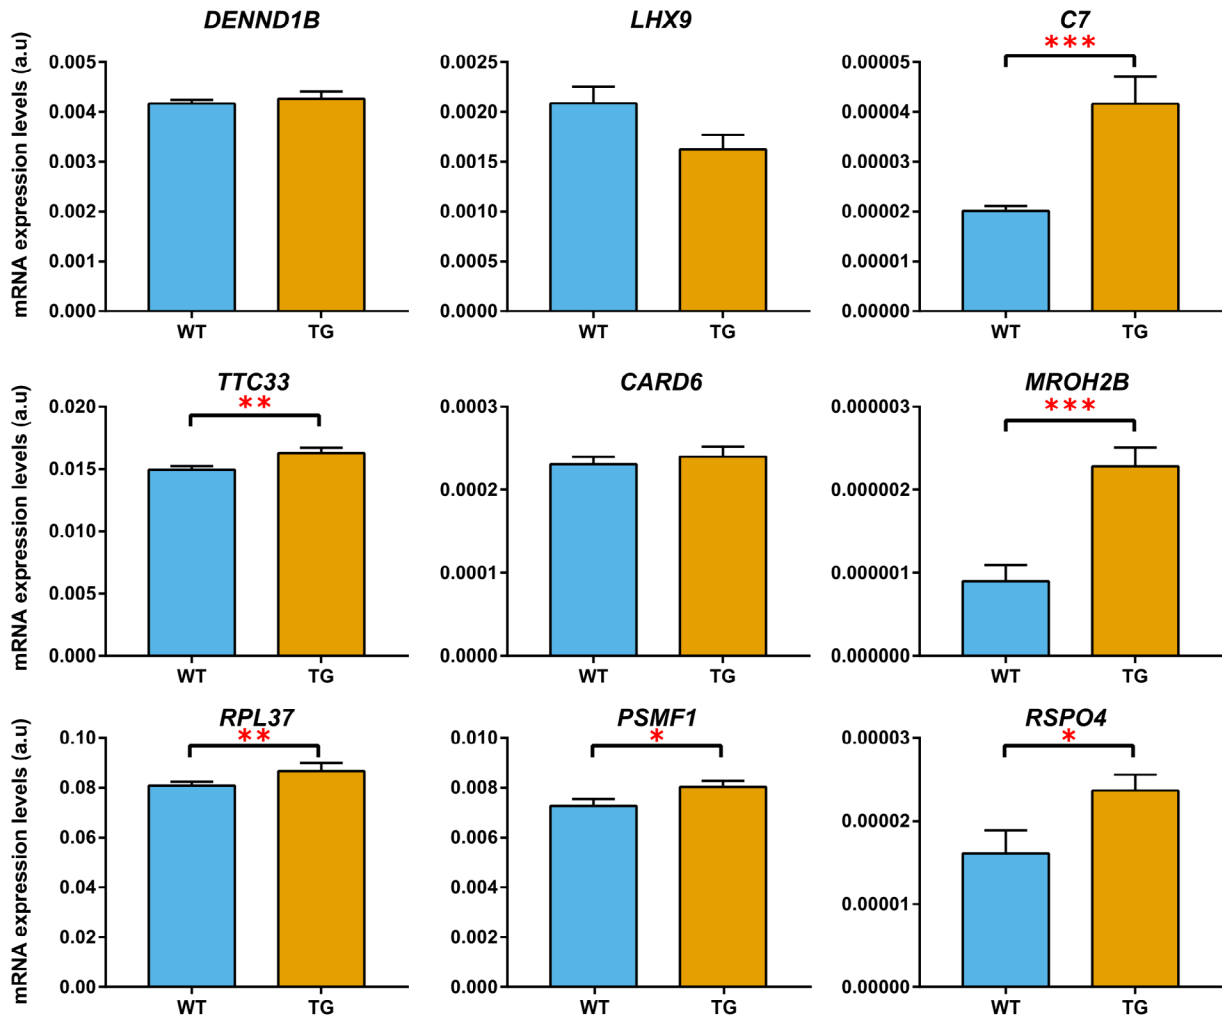 DENND1B
LHX9
C7
mRNA expression levels (a.u)
0.005
0.004
0.003
0.002
0.001
0.000
WT
TG
0.0025
0.0020
0.0015
0.0010
0.0005
0.0000
WT
TG
***
0.00005
0.00004
0.00003
0.00002
0.00001
0.00000
WT
TG
TTC33
CARD6
MROH2B
mRNA expression levels (a.u)
**
0.020
0.015
0.010
0.005
0.000
WT
TG
0.0003
0.0002
0.0001
0.0000
WT
TG
***
0.000003
0.000002
0.000001
0.000000
WT
TG
RPL37
PSMF1
RSPO4
mRNA expression levels (a.u)
**
0.10
0.08
0.06
0.04
0.02
0.00
WT
TG
*
0.010
0.008
0.006
0.004
0.002
0.000
WT
TG
*
0.00003
0.00002
0.00001
0.00000
WT
TG